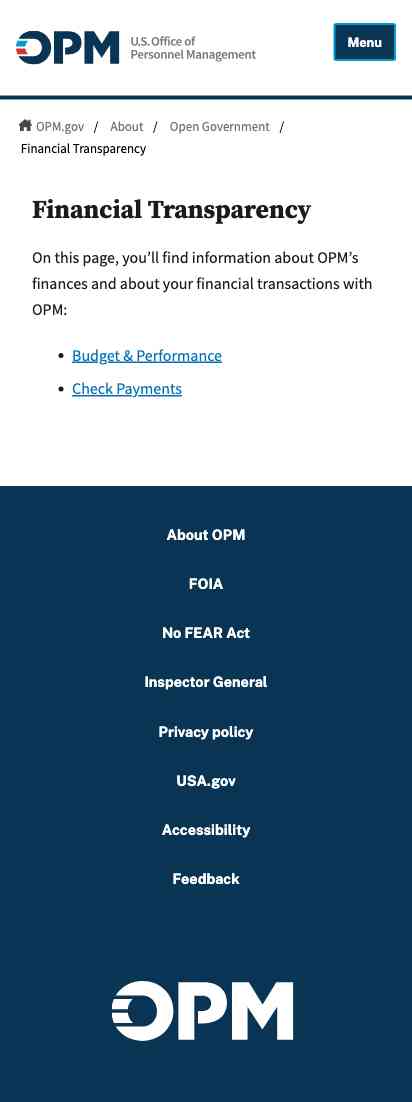 OPM U.S. Office of
Personnel Management
Menu
OPM.gov / About / Open Government /
Financial Transparency
Financial Transparency
On this page, you’ll find information about OPM’s
finances and about your financial transactions with
OPM:
• Budget & Performance
• Check Payments
About OPM
FOIA
No FEAR Act
Inspector General
Privacy policy
USA.gov
Accessibility
Feedback
OPM